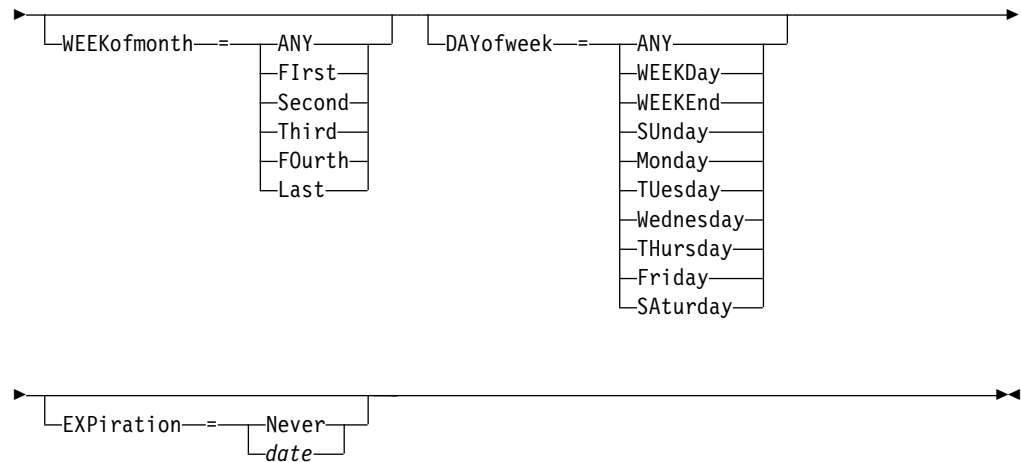 WEEKofmonth = ANY DAYofweek = ANY
FIrst WEEKDay
Second WEEKEnd
Third SUnday
FOurth Monday
Last TUesday
Wednesday
THursday
Friday
SAturday
EXPiration = Never
date